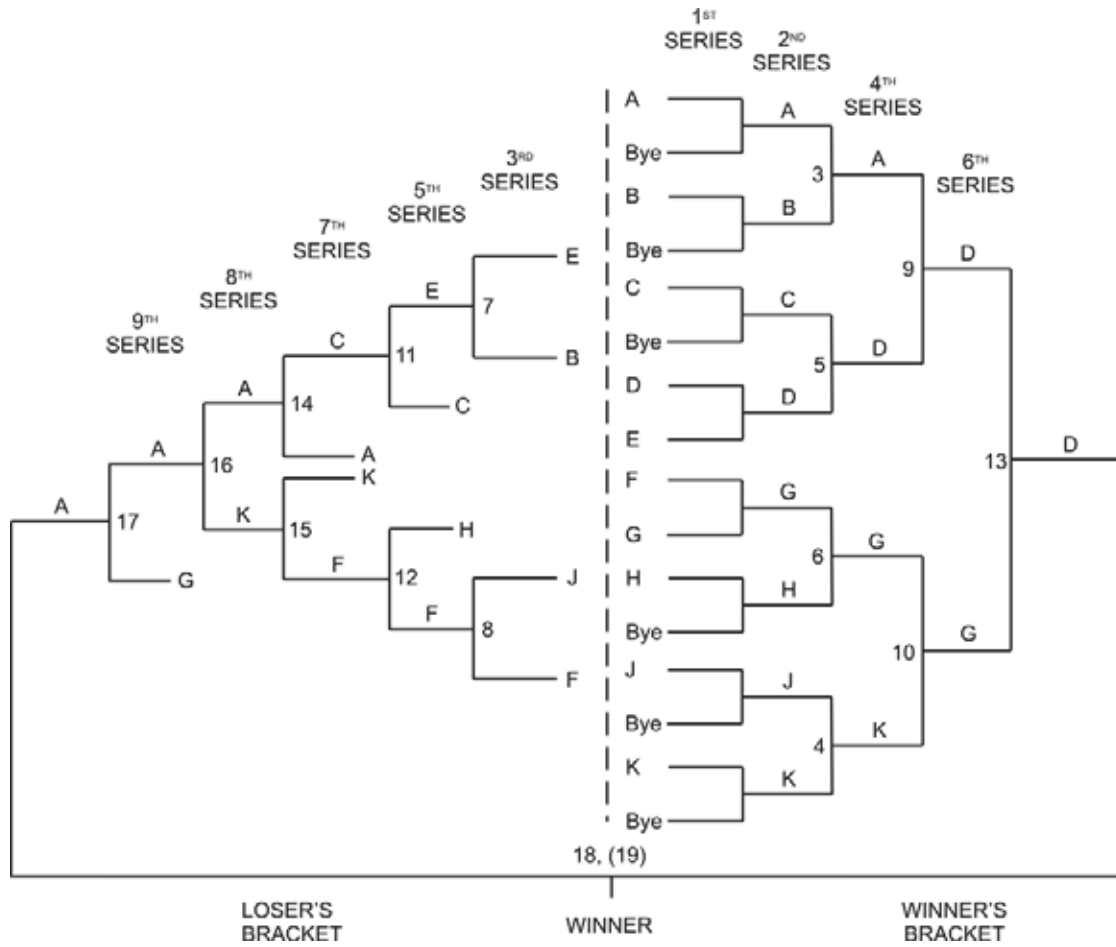 1ST
SERIES
2ND
SERIES
4TH
SERIES
6TH
SERIES
3RD
SERIES
5TH
SERIES
7TH
SERIES
8TH
SERIES
9TH
SERIES
A
Bye
B
Bye
C
Bye
D
E
F
G
H
Bye
J
Bye
K
Bye
A
B
C
D
G
H
J
K
3
5
6
4
A
D
G
K
9
10
D
G
13
D
E
B
7
E
C
11
C
A
14
A
K
H
J
F
8
F
12
F
15
K
16
A
G
17
A
18, (19)
LOSER'S
BRACKET
WINNER
WINNER'S
BRACKET